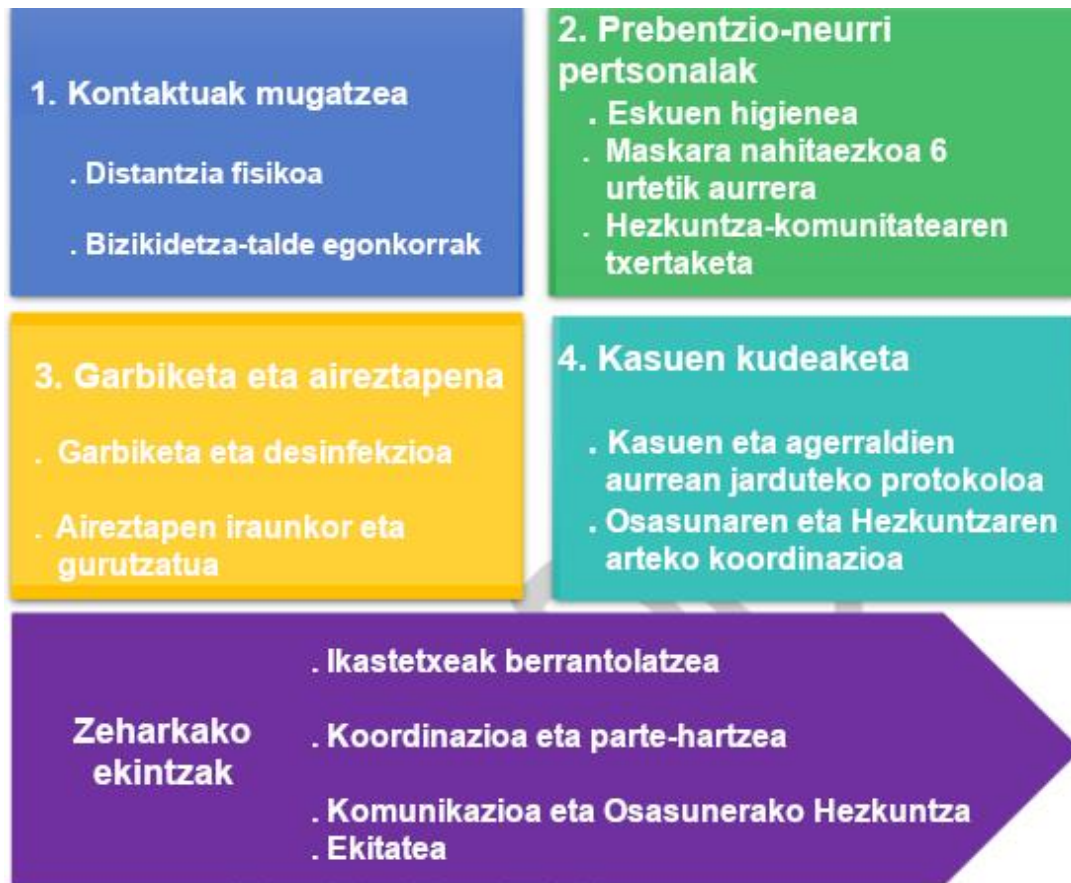 1. Kontaktuak mugatzea
. Distantzia fisikoa
. Bizikidetza-talde egonkorrak
2. Prebentzio-neurri
pertsonalak
. Eskuen higienea
. Maskara nahitaezkoa 6
urtetik aurrera
. Hezkuntza-komunitatearen
txertaketa
3. Garbiketa eta aireztapena
. Garbiketa eta desinfekzioa
. Aireztapen iraunkor eta
gurutzatua
4. Kasuen kudeaketa
. Kasuen eta agerraldien
aurrean jarduteko protokoloa
. Osasunaren eta Hezkuntzaren
arteko koordinazioa
Zeharkako
ekintzak
. Ikastetxeak berrantolatzea
. Koordinazioa eta parte-hartzea
. Komunikazioa eta Osasunerako Hezkuntza
. Ekitatea